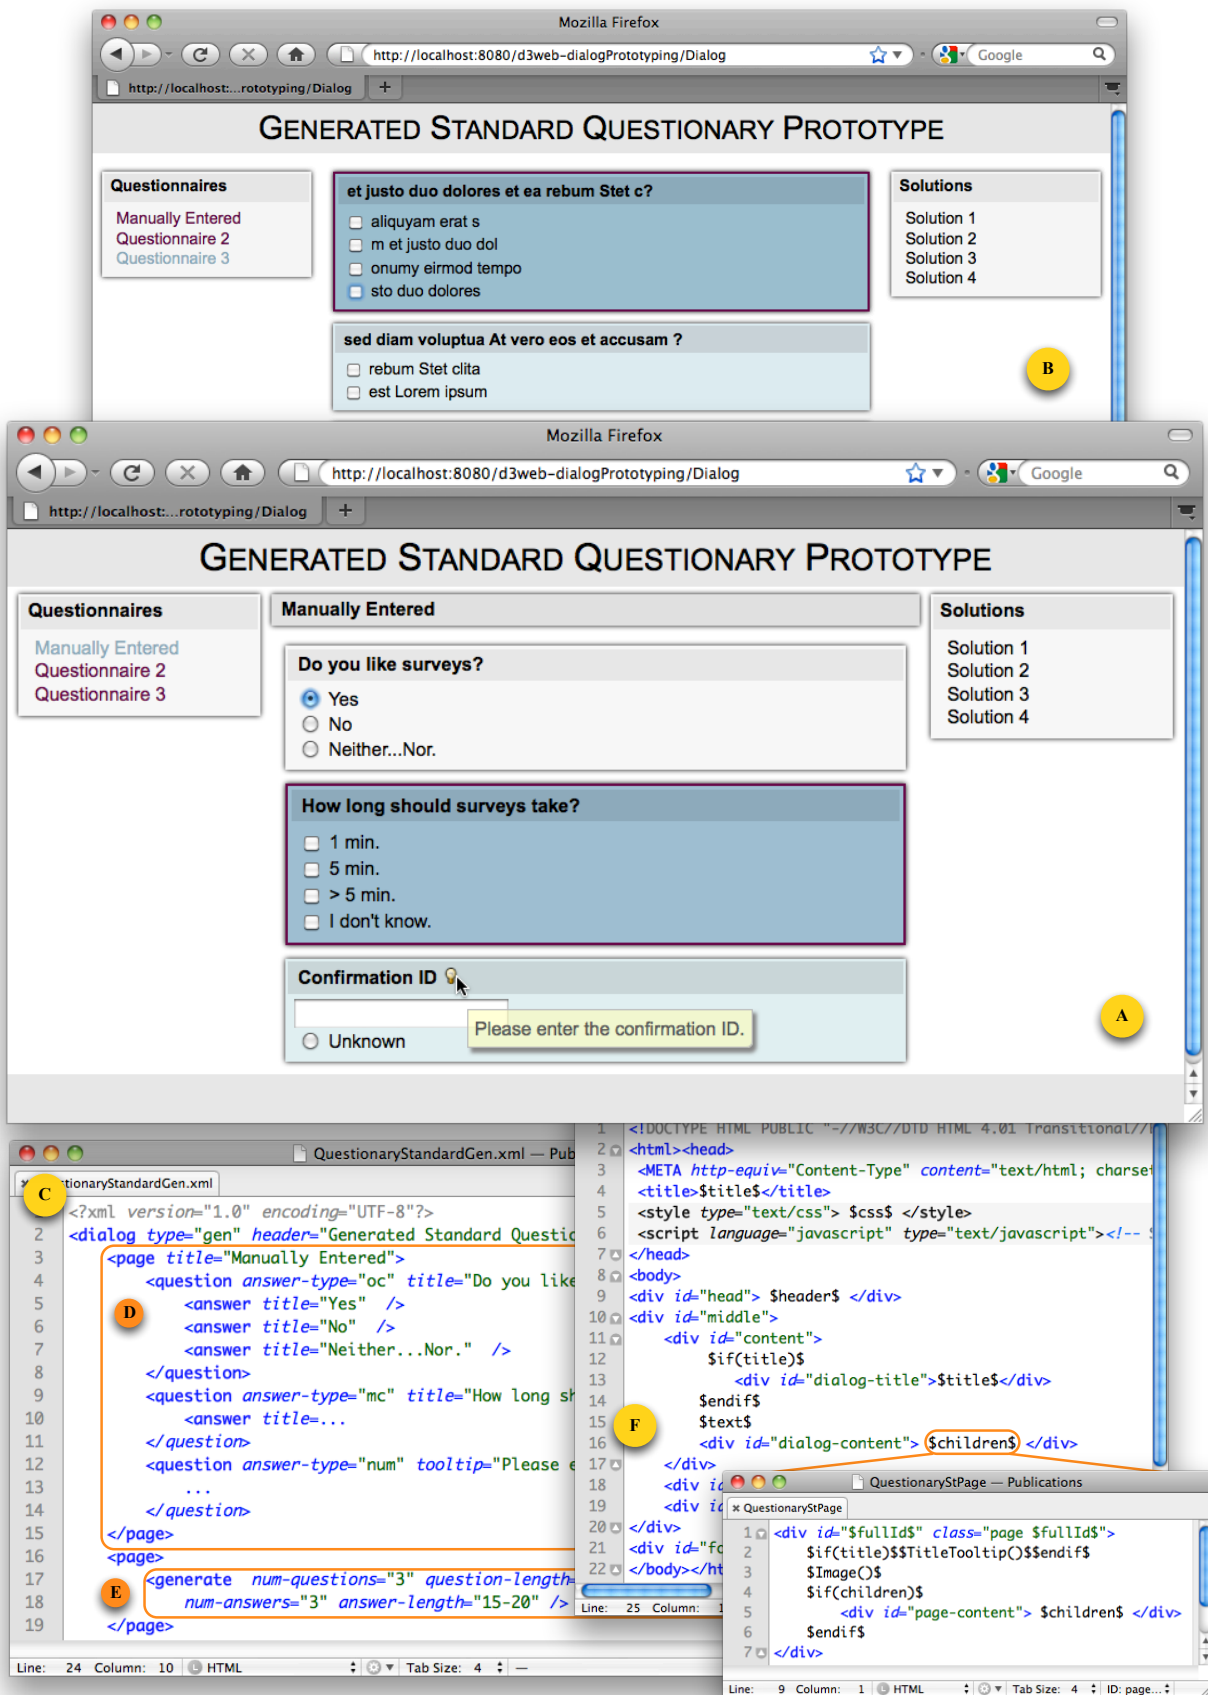 Mozilla Firefox
http://localhost:8080/d3web-dialogPrototyping/Dialog
Google
http://localhost:...rototyping/Dialog
+
GENERATED STANDARD QUESTIONARY PROTOTYPE
Questionnaires
Manually Entered
Questionnaire 2
Questionnaire 3
et justo duo dolores et ea rebum Stet c?
aliquyam erat s
m et justo duo dol
onumy eirmod tempo
sto duo dolores
sed diam voluptua At vero eos et accusam ?
rebum Stet clita
est Lorem ipsum
Solutions
Solution 1
Solution 2
Solution 3
Solution 4
B
Mozilla Firefox
http://localhost:8080/d3web-dialogPrototyping/Dialog
Google
http://localhost:...rototyping/Dialog
+
GENERATED STANDARD QUESTIONARY PROTOTYPE
Questionnaires
Manually Entered
Questionnaire 2
Questionnaire 3
Manually Entered
Do you like surveys?
Yes
No
Neither...Nor.
How long should surveys take?
1 min.
5 min.
> 5 min.
I don't know.
Confirmation ID
Please enter the confirmation ID.
Unknown
Solutions
Solution 1
Solution 2
Solution 3
Solution 4
A
QuestionaryStandardGen.xml — Pub
tionaryStandardGen.xml
C
<?xml version="1.0" encoding="UTF-8"?>
2 <dialog type="gen" header="Generated Standard Questio
3 <page title="Manually Entered">
4 <question answer-type="oc" title="Do you like
5 <answer title="Yes" />
6 <answer title="No" />
7 <answer title="Neither...Nor." />
8 </question>
9 <question answer-type="mc" title="How long sh
10 <answer title=...
11 </question>
12 <question answer-type="num" tooltip="Please e
13 ...
14 </question>
15 </page>
16 <page>
17 <generate num-questions="3" question-length=
18 num-answers="3" answer-length="15-20" />
19 </page>
D
E
Line: 24 Column: 10 L HTML Tab Size: 4 —
1 <!DOCTYPE HTML PUBLIC "-//W3C//DTD HTML 4.01 Transitional//
2 <html><head>
3 <META http-equiv="Content-Type" content="text/html; charset
4 <title>$title$</title>
5 <style type="text/css"> $css$ </style>
6 <script language="javascript" type="text/javascript"><!--
7 </head>
8 <body>
9 <div id="head"> $header$ </div>
10 <div id="middle">
11 <div id="content">
12 $if(title)$
13 <div id="dialog-title">$title$</div>
14 $endif$
15 $text$
16 <div id="dialog-content"> $children$ </div>
17 </div>
18 <div id
19 <div id
20 </div>
21 <div id="fo
22 </body></ht
F
Line: 25 Column: 1
QuestionaryStPage — Publications
QuestionaryStPage
1 <div id="$fullId$" class="page $fullId$">
2 $if(title)$$TitleTooltip()$$endif$
3 $Image()$
4 $if(children)$
5 <div id="page-content"> $children$ </div>
6 $endif$
7 </div>
Line: 9 Column: 1 L HTML Tab Size: 4 ID: page...